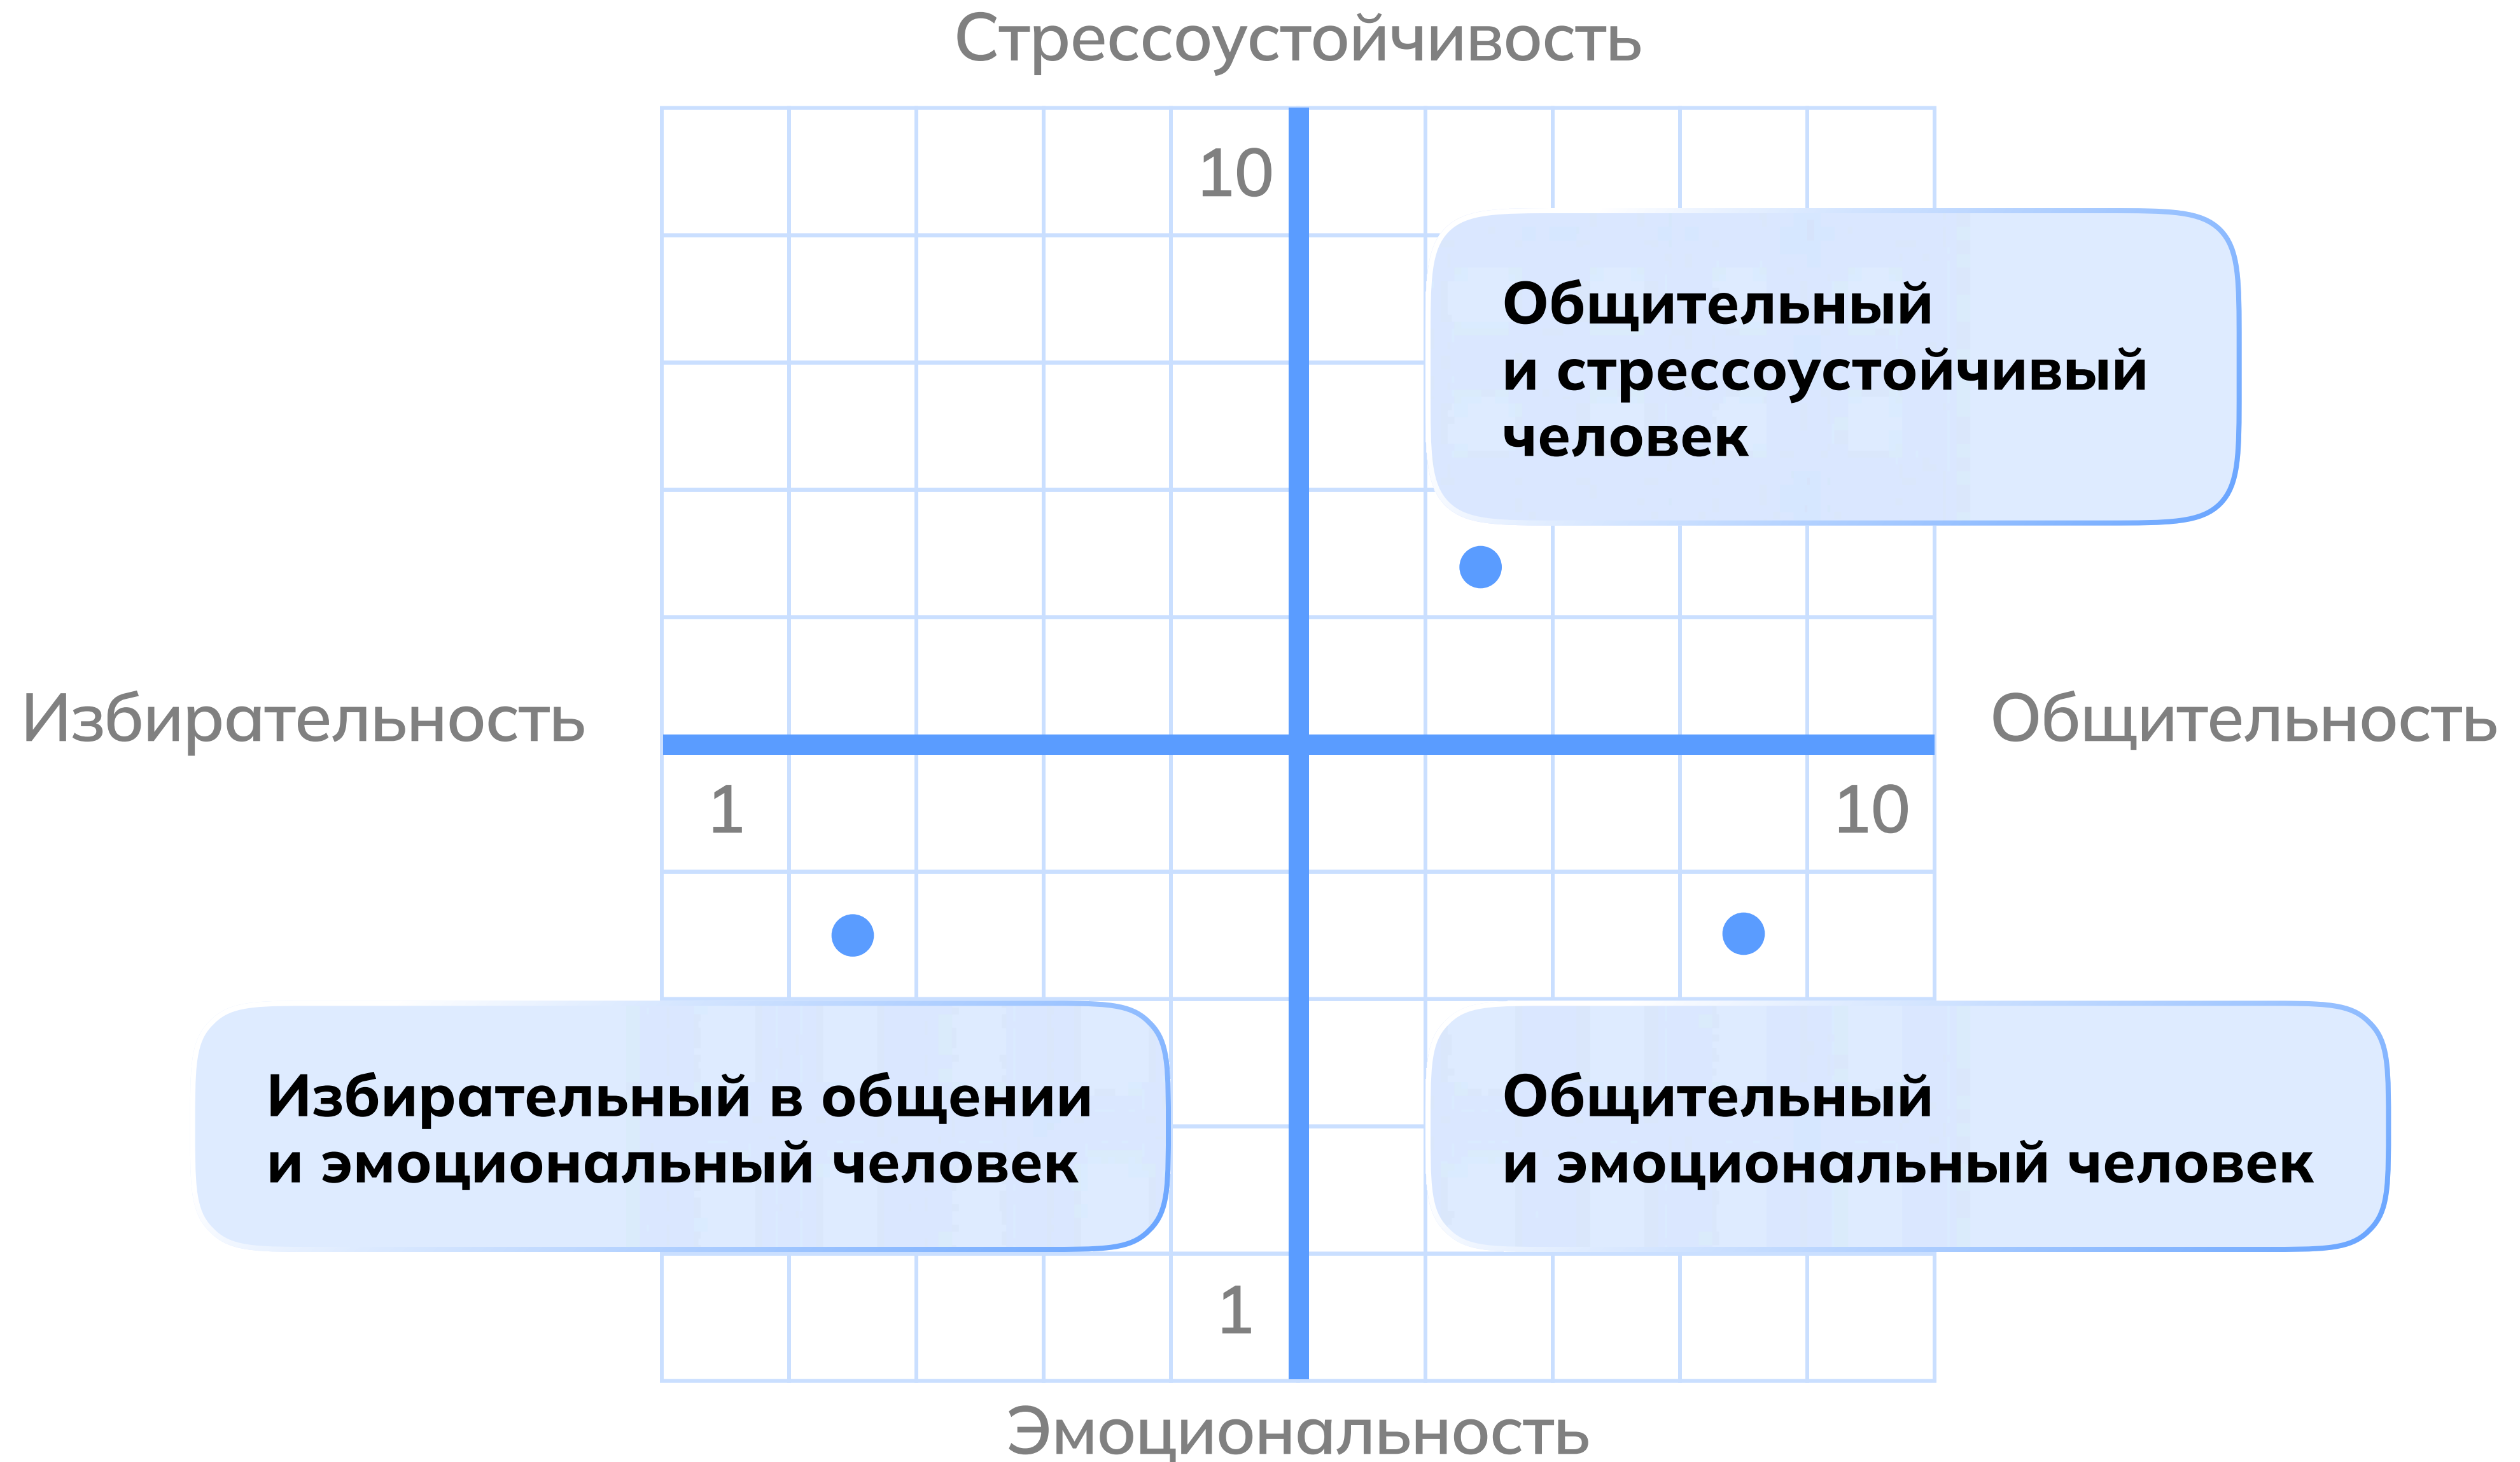 Стрессоустойчивость
10
Общительный
и стрессоустойчивый
человек
Избирательность
Общительность
1
10
Избирательный в общении
и эмоциональный человек
Общительный
и эмоциональный человек
1
Эмоциональность